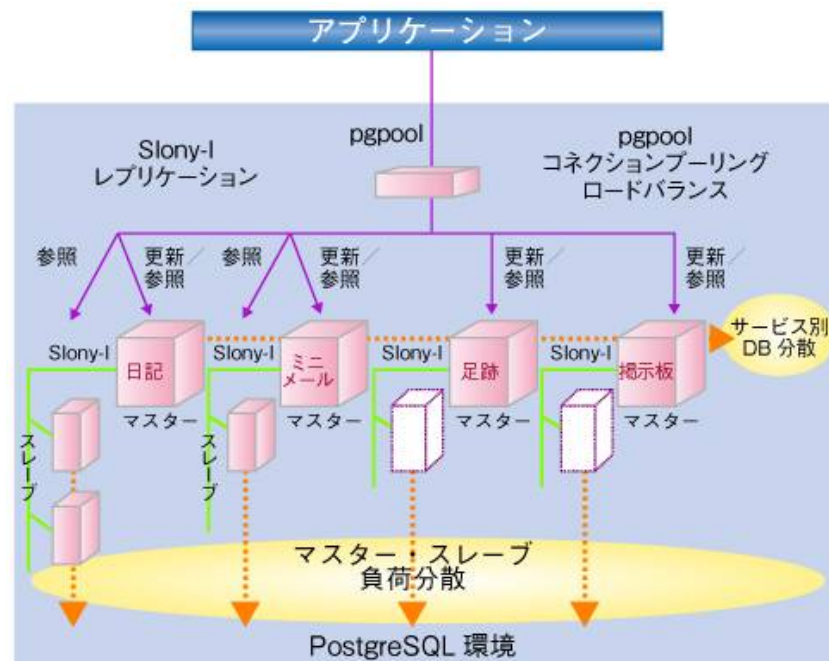 アプリケーション
Slony-I
レプリケーション
pgpool
pgpool
コネクションプーリング
ロードバランス
参照
更新／
参照
参照
更新／
参照
更新／
参照
更新／
参照
サービス別
DB 分散
Slony-I
日記
マスター
スレーブ
Slony-I
ミニ
メール
マスター
スレーブ
Slony-I
足跡
マスター
Slony-I
掲示板
マスター
マスター・スレーブ
負荷分散
PostgreSQL 環境